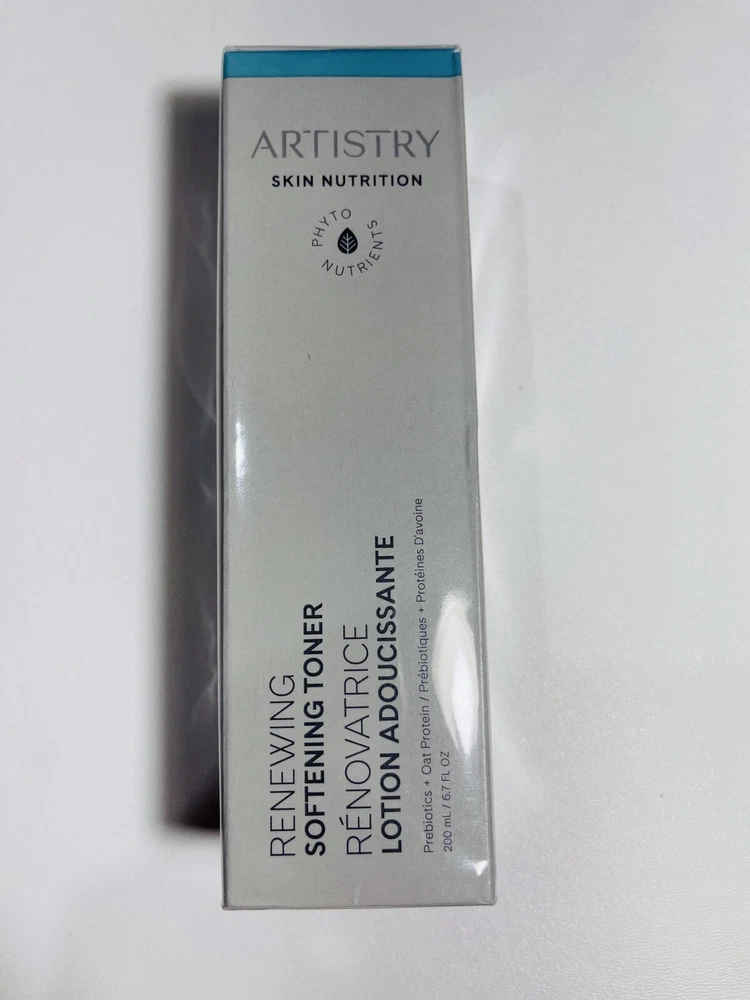 ARTISTRY
SKIN NUTRITION
PHYTO
NUTRIENTS
RENEWING
SOFTENING TONER
RÉNOVATRICE
LOTION ADOUCISSANTE
Prebiotics + Oat Protein / Prébiotiques + Protéines D'avoine
200 mL / 6.7 FL OZ